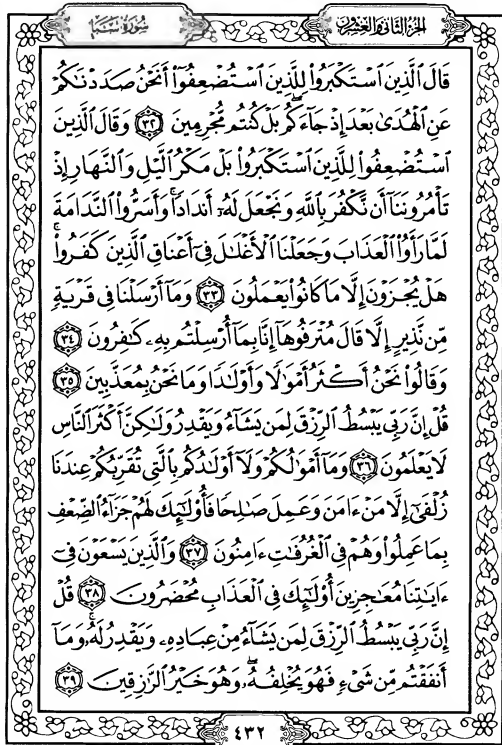 الجزء الثاني والعشرون
سورة سبأ
قَالَ ٱلَّذِينَ ٱسْتَكْبَرُوا۟ لِلَّذِينَ ٱسْتُضْعِفُوٓا۟ أَنَحْنُ صَدَدْنَٰكُمْ
عَنِ ٱلْهُدَىٰ بَعْدَ إِذْ جَآءَكُم ۖ بَلْ كُنتُم مُّجْرِمِينَ ٣٢ وَقَالَ ٱلَّذِينَ
ٱسْتُضْعِفُوا۟ لِلَّذِينَ ٱسْتَكْبَرُوا۟ بَلْ مَكْرُ ٱلَّيْلِ وَٱلنَّهَارِ إِذْ
تَأْمُرُونَنَآ أَن نَّكْفُرَ بِٱللَّهِ وَنَجْعَلَ لَهُۥٓ أَندَادًا ۚ وَأَسَرُّوا۟ ٱلنَّدَامَةَ
لَمَّا رَأَوُا۟ ٱلْعَذَابَ وَجَعَلْنَا ٱلْأَغْلَٰلَ فِىٓ أَعْنَاقِ ٱلَّذِينَ كَفَرُوا۟ ۚ
هَلْ يُجْزَوْنَ إِلَّا مَا كَانُوا۟ يَعْمَلُونَ ٣٣ وَمَآ أَرْسَلْنَا فِى قَرْيَةٍ
مِّن نَّذِيرٍ إِلَّا قَالَ مُتْرَفُوهَآ إِنَّا بِمَآ أُرْسِلْتُم بِهِۦ كَٰفِرُونَ ٣٤
وَقَالُوا۟ نَحْنُ أَكْثَرُ أَمْوَٰلًا وَأَوْلَٰدًا وَمَا نَحْنُ بِمُعَذَّبِينَ ٣٥
قُلْ إِنَّ رَبِّى يَبْسُطُ ٱلرِّزْقَ لِمَن يَشَآءُ وَيَقْدِرُ وَلَٰكِنَّ أَكْثَرَ ٱلنَّاسِ
لَا يَعْلَمُونَ ٣٦ وَمَآ أَمْوَٰلُكُمْ وَلَآ أَوْلَٰدُكُم بِٱلَّتِى تُقَرِّبُكُمْ عِندَنَا
زُلْفَىٰٓ إِلَّا مَنْ ءَامَنَ وَعَمِلَ صَٰلِحًا فَأُو۟لَٰٓئِكَ لَهُمْ جَزَآءُ ٱلضِّعْفِ
بِمَا عَمِلُوا۟ وَهُمْ فِى ٱلْغُرُفَٰتِ ءَامِنُونَ ٣٧ وَٱلَّذِينَ يَسْعَوْنَ فِىٓ
ءَايَٰتِنَا مُعَٰجِزِينَ أُو۟لَٰٓئِكَ فِى ٱلْعَذَابِ مُحْضَرُونَ ٣٨ قُلْ
إِنَّ رَبِّى يَبْسُطُ ٱلرِّزْقَ لِمَن يَشَآءُ مِنْ عِبَادِهِۦ وَيَقْدِرُ لَهُۥ ۚ وَمَآ
أَنفَقْتُم مِّن شَىْءٍ فَهُوَ يُخْلِفُهُۥ ۖ وَهُوَ خَيْرُ ٱلرَّٰزِقِينَ ٣٩
٤٣٢